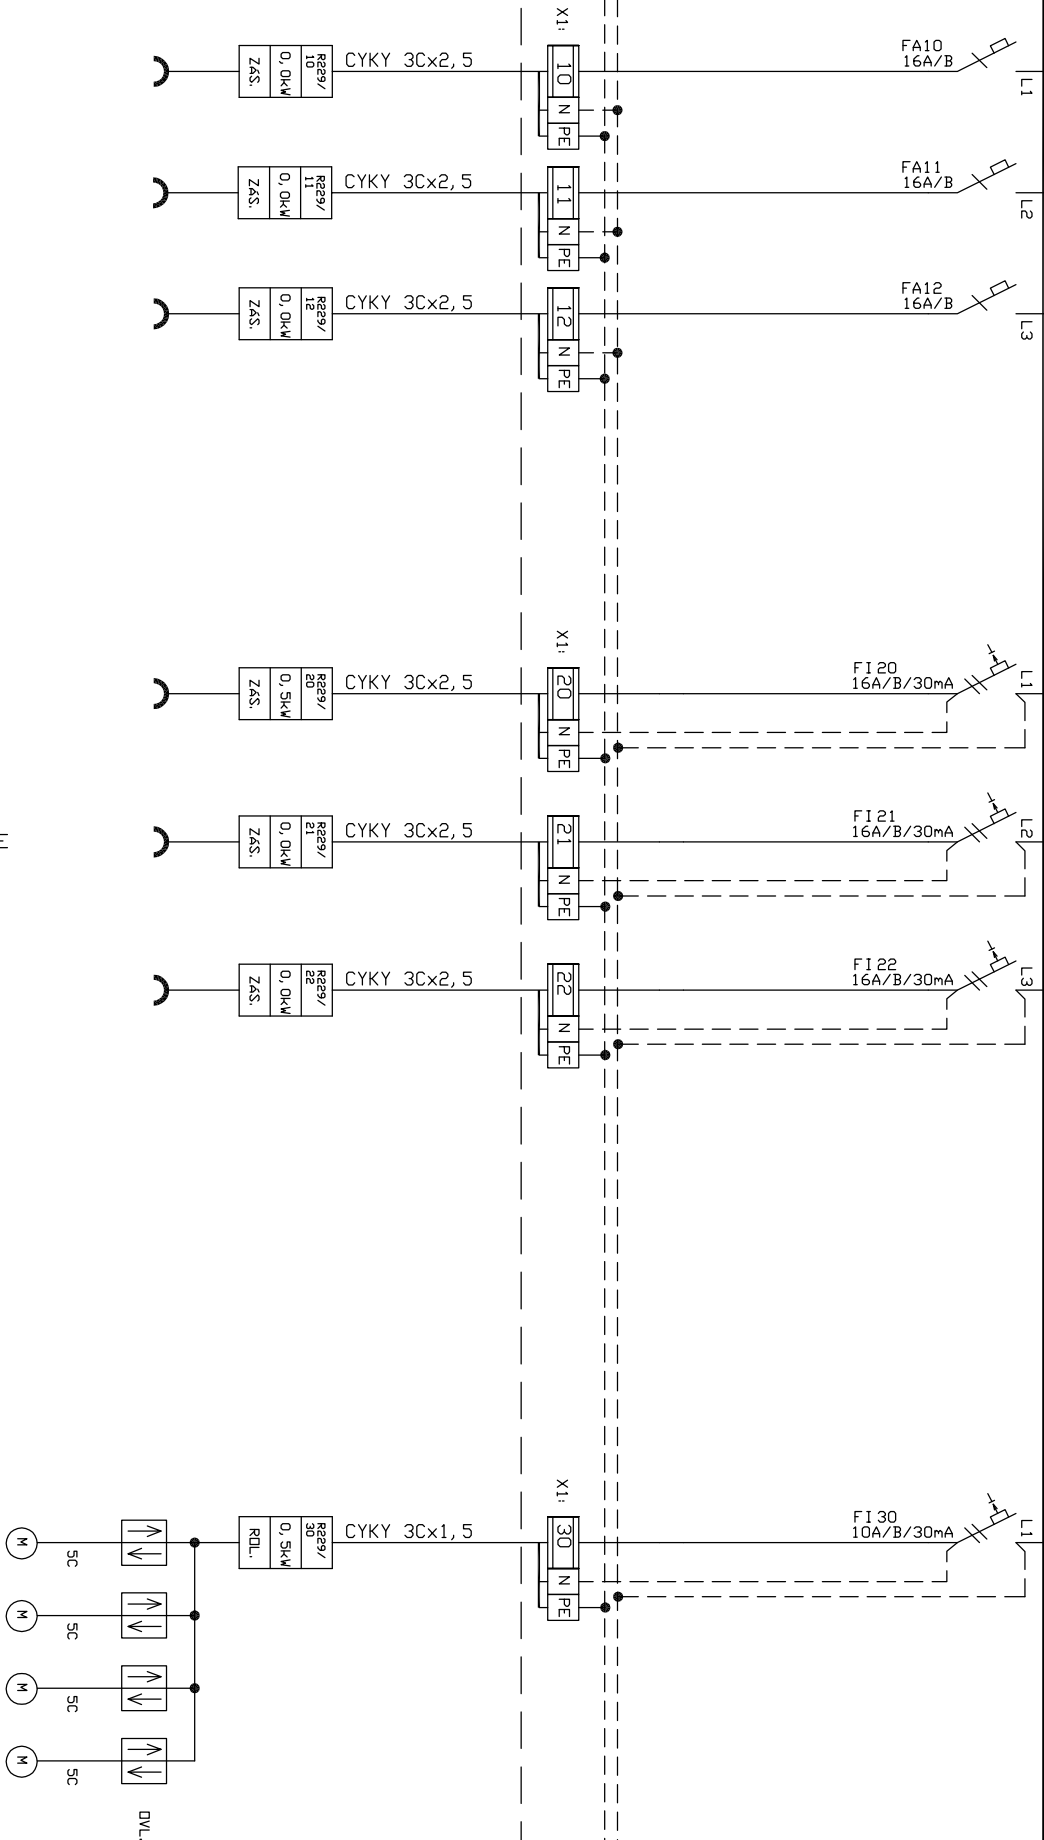 X1:
FA10
16A/B
L1
CYKY 3Cx2,5
R229/
10
0,0kW
ZÁS.
10
N
PE
FA11
16A/B
L2
CYKY 3Cx2,5
R229/
11
0,0kW
ZÁS.
11
N
PE
FA12
16A/B
L3
CYKY 3Cx2,5
R229/
12
0,0kW
ZÁS.
12
N
PE
X1:
FI20
16A/B/30mA
L1
CYKY 3Cx2,5
R229/
20
0,5kW
ZÁS.
20
N
PE
FI21
16A/B/30mA
L2
CYKY 3Cx2,5
R229/
21
0,0kW
ZÁS.
21
N
PE
FI22
16A/B/30mA
L3
CYKY 3Cx2,5
R229/
22
0,0kW
ZÁS.
22
N
PE
X1:
FI30
10A/B/30mA
L1
CYKY 3Cx1,5
R229/
30
0,5kW
ROL.
30
N
PE
M
5C
M
5C
M
5C
M
5C
OVL.